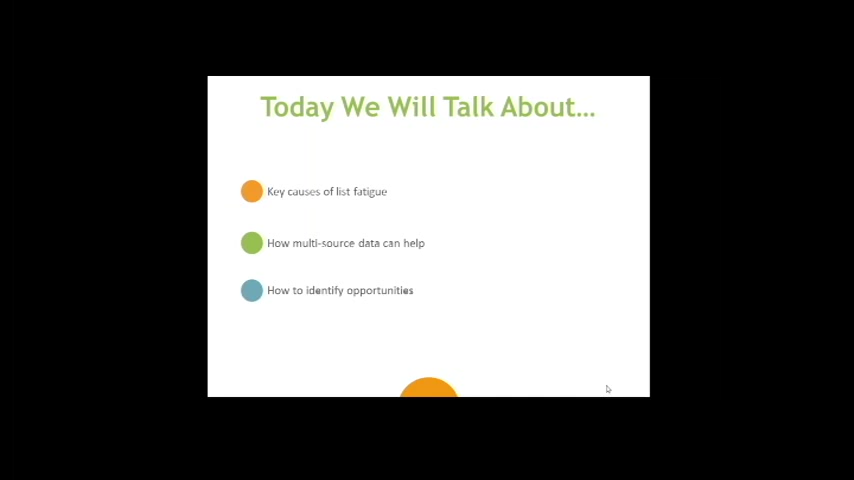 Today We Will Talk About...
Key causes of list fatigue
How multi-source data can help
How to identify opportunities